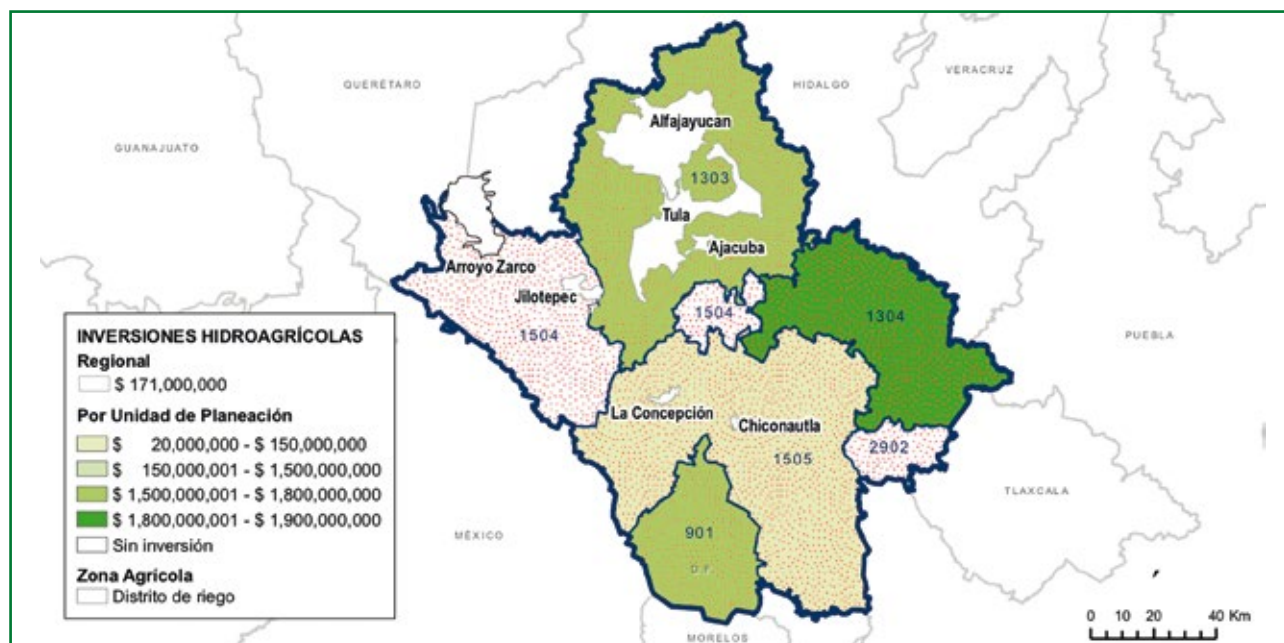 QUERÉTARO
HIDALGO
VERACRUZ
GUANAJUATO
Alfajayucan
1303
Tula
Ajacuba
Arroyo Zarco
Jilotepec
1504
1504
1304
PUEBLA
La Concepción
Chiconautla
1505
2902
TLAXCALA
MÉXICO
901
D.F.
MORELOS
INVERSIONES HIDROAGRÍCOLAS
Regional
$ 171,000,000
Por Unidad de Planeación
$ 20,000,000 - $ 150,000,000
$ 150,000,001 - $ 1,500,000,000
$ 1,500,000,001 - $ 1,800,000,000
$ 1,800,000,001 - $ 1,900,000,000
Sin inversión
Zona Agrícola
Distrito de riego
0 10 20 40 Km